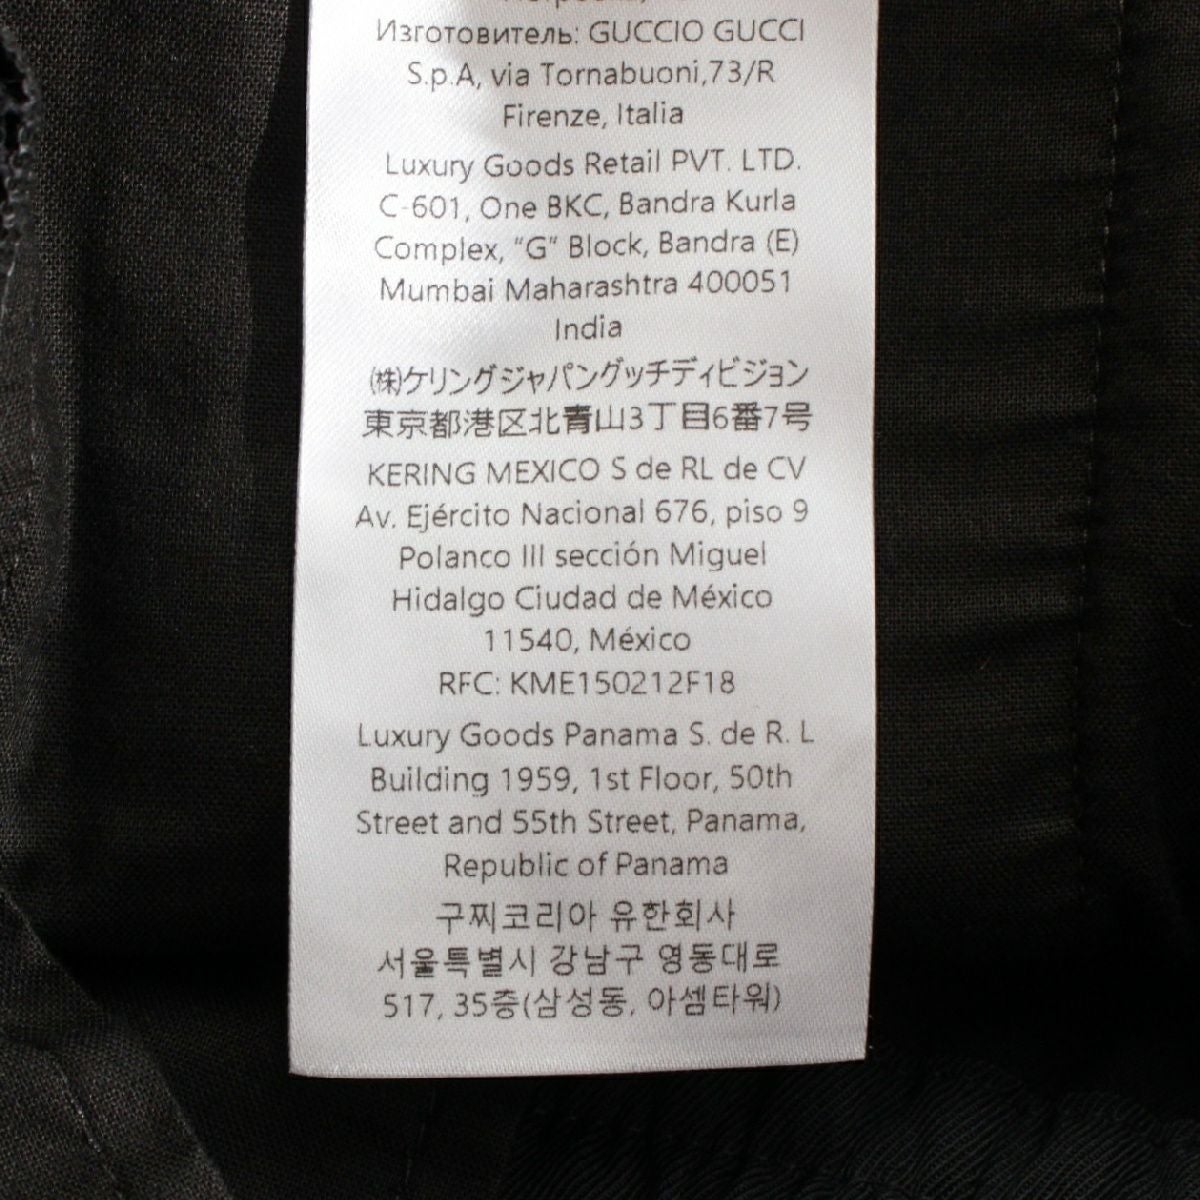 Изготовитель: GUCCIO GUCCI
S.p.A, via Tornabuoni,73/R
Firenze, Italia
Luxury Goods Retail PVT. LTD.
C-601, One BKC, Bandra Kurla
Complex, "G" Block, Bandra (E)
Mumbai Maharashtra 400051
India
㈱ケリングジャパングッチディビジョン
東京都港区北青山3丁目6番7号
KERING MEXICO S de RL de CV
Av. Ejército Nacional 676, piso 9
Polanco III sección Miguel
Hidalgo Ciudad de México
11540, México
RFC: KME150212F18
Luxury Goods Panama S. de R. L
Building 1959, 1st Floor, 50th
Street and 55th Street, Panama,
Republic of Panama
구찌코리아 유한회사
서울특별시 강남구 영동대로
517, 35층(삼성동, 아셈타워)